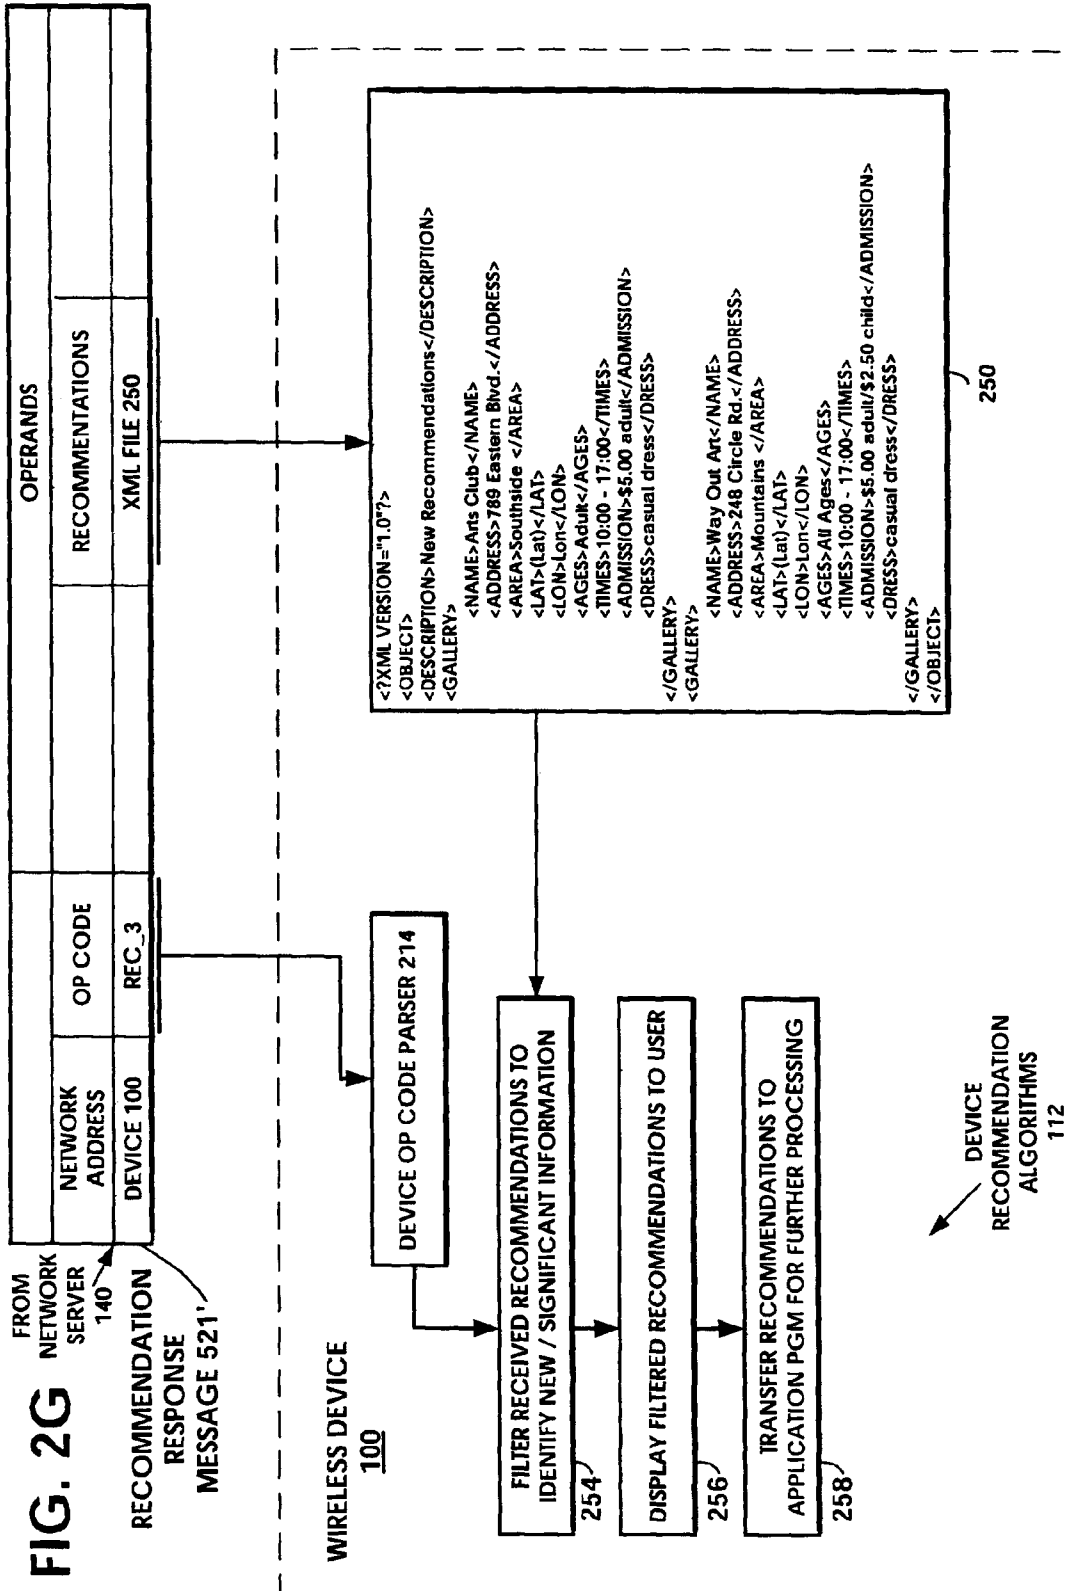 FIG. 2G
FROM
NETWORK
SERVER
140
RECOMMENDATION
RESPONSE
MESSAGE 521'
OPERANDS
NETWORK
ADDRESS
OP CODE
RECOMMENTATIONS
DEVICE 100
REC_3
XML FILE 250
WIRELESS DEVICE
100
DEVICE OP CODE PARSER 214
FILTER RECEIVED RECOMMENDATIONS TO
IDENTIFY NEW / SIGNIFICANT INFORMATION
254
DISPLAY FILTERED RECOMMENDATIONS TO USER
256
TRANSFER RECOMMENDATIONS TO
APPLICATION PGM FOR FURTHER PROCESSING
258
<?XML VERSION="1.0"?>
<OBJECT>
<DESCRIPTION>New Recommendations</DESCRIPTION>
<GALLERY>
<NAME>Arts Club</NAME>
<ADDRESS>789 Eastern Blvd.</ADDRESS>
<AREA>Southside </AREA>
<LAT>(Lat)</LAT>
<LON>Lon</LON>
<AGES>Adult</AGES>
<TIMES>10:00 - 17:00</TIMES>
<ADMISSION>$5.00 adult</ADMISSION>
<DRESS>casual dress</DRESS>
</GALLERY>
<GALLERY>
<NAME>Way Out Art</NAME>
<ADDRESS>248 Circle Rd.</ADDRESS>
<AREA>Mountains </AREA>
<LAT>(Lat)</LAT>
<LON>Lon</LON>
<AGES>All Ages</AGES>
<TIMES>10:00 - 17:00</TIMES>
<ADMISSION>$5.00 adult/$2.50 child</ADMISSION>
<DRESS>casual dress</DRESS>
</GALLERY>
</OBJECT>
250
DEVICE
RECOMMENDATION
ALGORITHMS
112